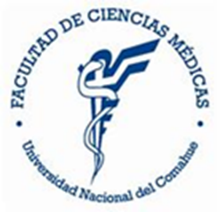 FACULTAD DE CIENCIAS MÉDICAS
Universidad Nacional del Comahue